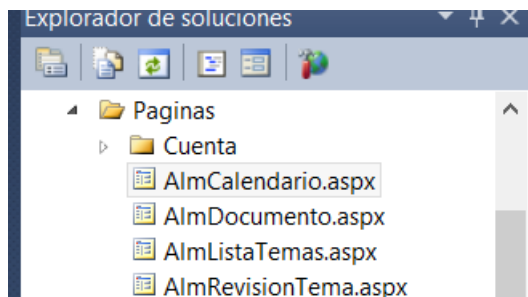 Explorador de soluciones
Paginas
Cuenta
AlmCalendario.aspx
AlmDocumento.aspx
AlmListaTemas.aspx
AlmRevisionTema.aspx